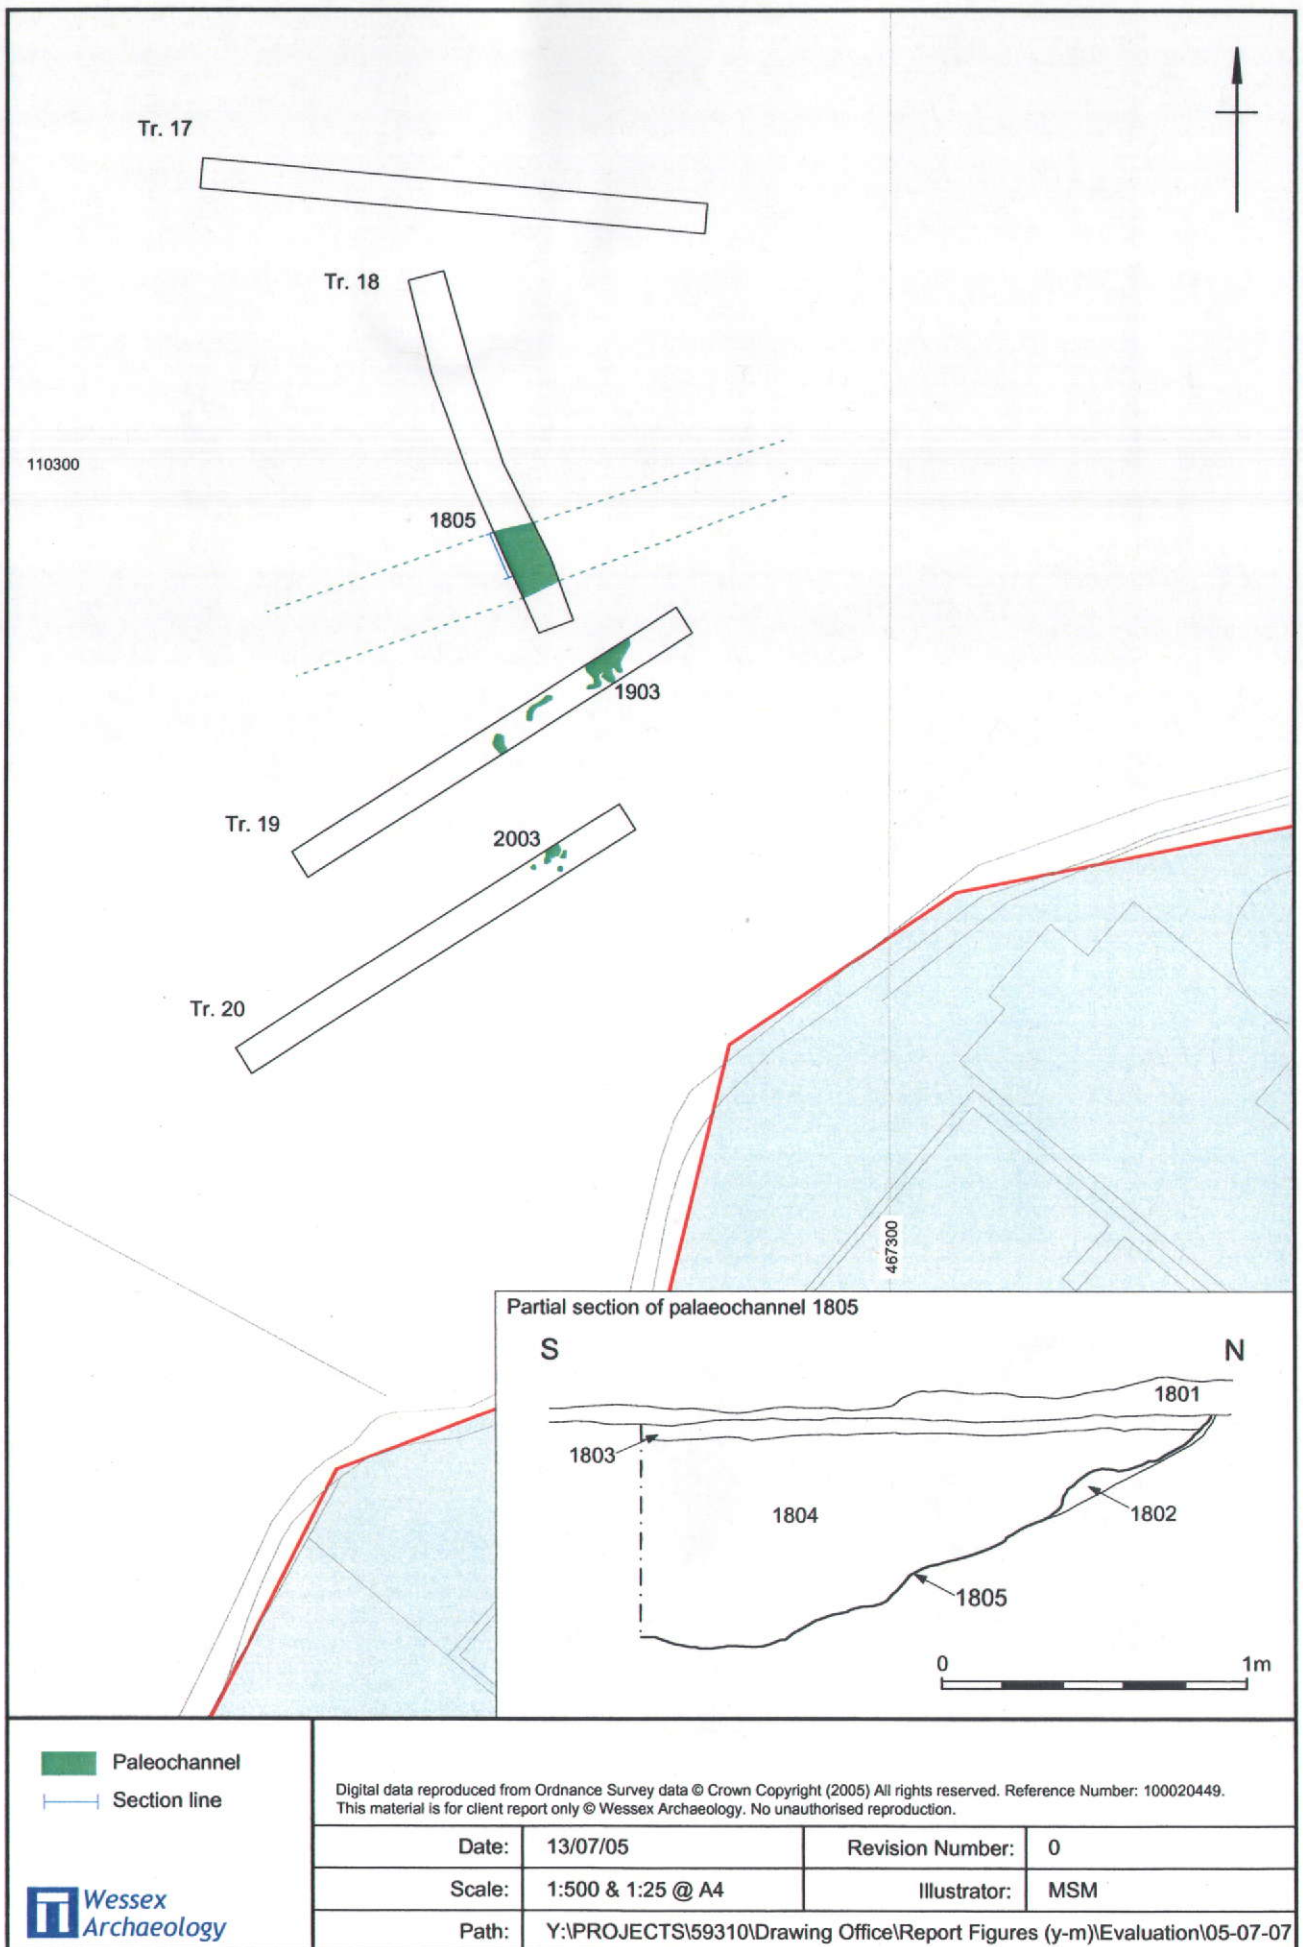 Tr. 17
Tr. 18
110300
1805
1903
Tr. 19
2003
Tr. 20
467300
Partial section of palaeochannel 1805
S
N
1801
1803
1804
1802
1805
0
1m
Paleochannel
Section line
Wessex
Archaeology
Digital data reproduced from Ordnance Survey data © Crown Copyright (2005) All rights reserved. Reference Number: 100020449.
This material is for client report only © Wessex Archaeology. No unauthorised reproduction.
Date: 13/07/05 Revision Number: 0
Scale: 1:500 & 1:25 @ A4 Illustrator: MSM
Path: Y:\PROJECTS\59310\Drawing Office\Report Figures (y-m)\Evaluation\05-07-07